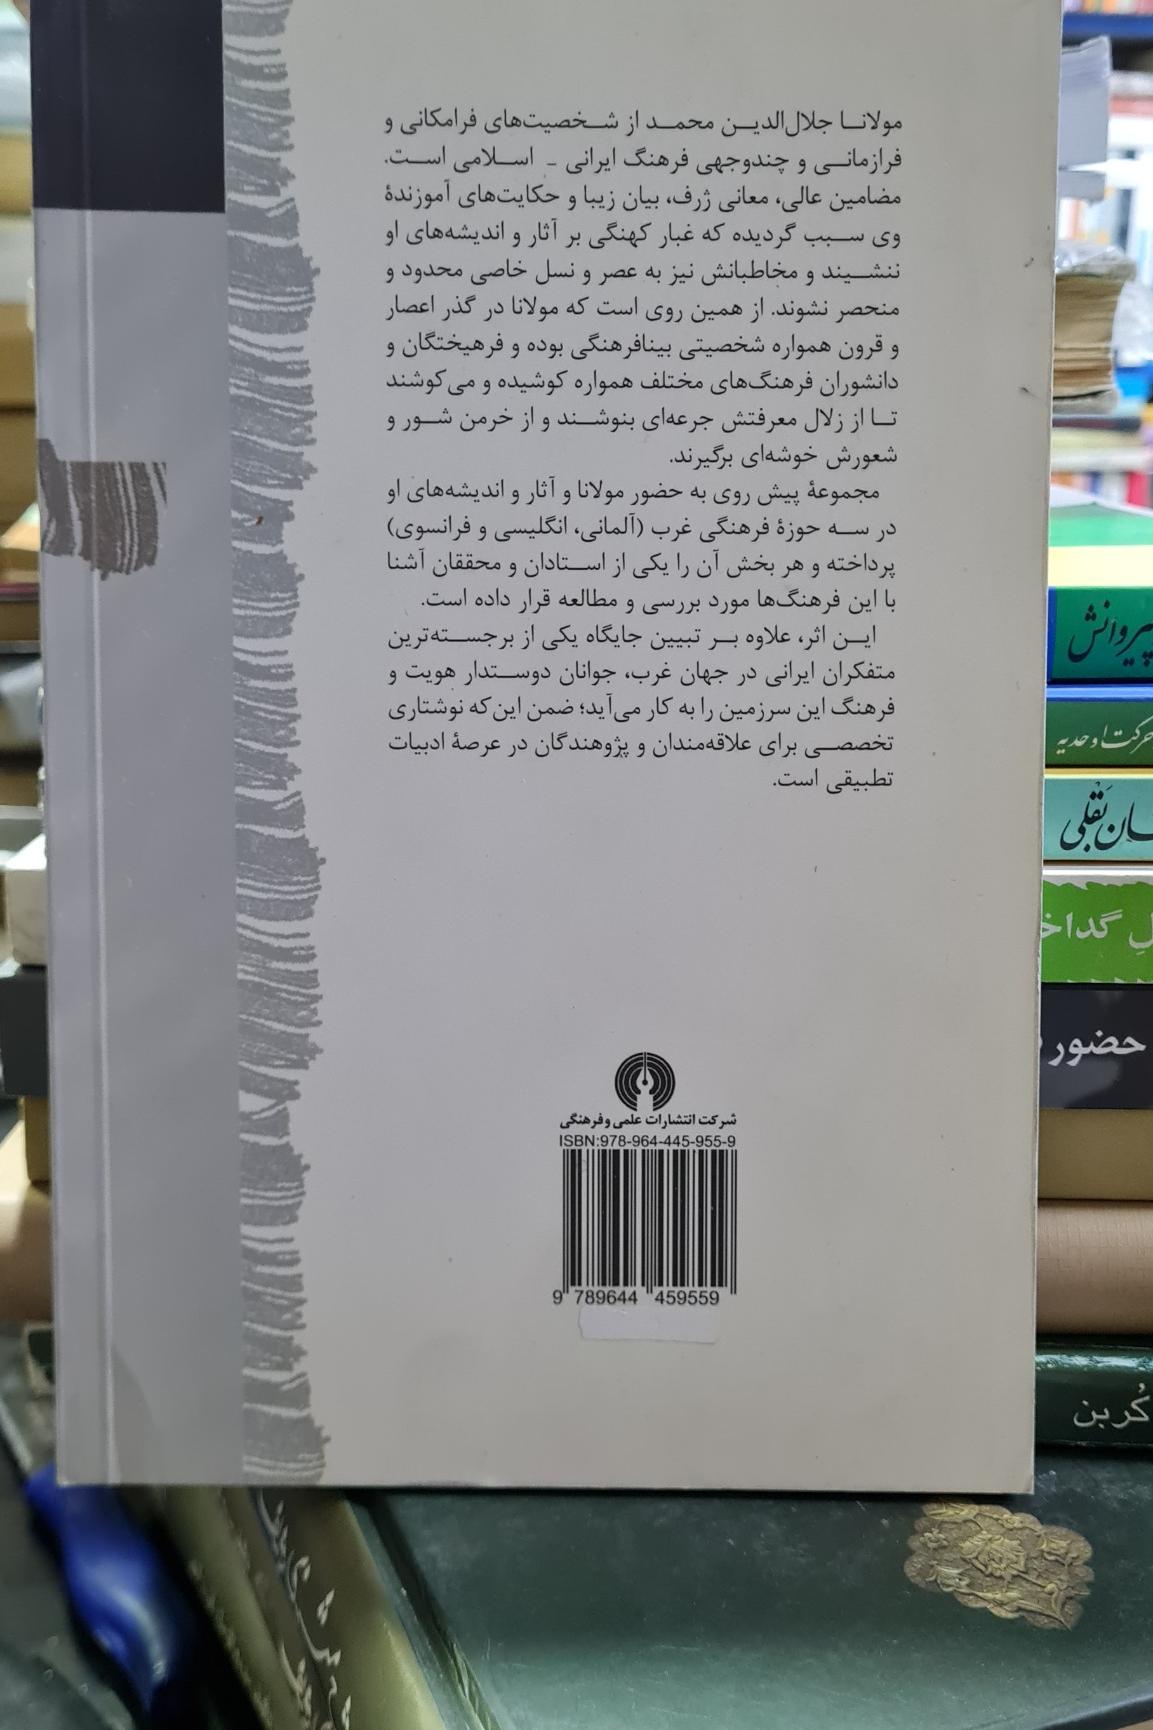 مولانا جلال‌الدین محمد از شخصیت‌های فرامکانی و
فرازمانی و چندوجهی فرهنگ ایرانی - اسلامی است.
مضامین عالی، معانی ژرف، بیان زیبا و حکایت‌های آموزندهٔ
وی سبب گردیده که غبار کهنگی بر آثار و اندیشه‌های او
ننشیند و مخاطبانش نیز به عصر و نسل خاصی محدود و
منحصر نشوند. از همین روی است که مولانا در گذر اعصار
و قرون همواره شخصیتی بینافرهنگی بوده و فرهیختگان و
دانشوران فرهنگ‌های مختلف همواره کوشیده و می‌کوشند
تا از زلال معرفتش جرعه‌ای بنوشند و از خرمن شور و
شعورش خوشه‌ای برگیرند.
مجموعهٔ پیش روی به حضور مولانا و آثار و اندیشه‌های او
در سه حوزهٔ فرهنگی غرب (آلمانی، انگلیسی و فرانسوی)
پرداخته و هر بخش آن را یکی از استادان و محققان آشنا
با این فرهنگ‌ها مورد بررسی و مطالعه قرار داده است.
این اثر، علاوه بر تبیین جایگاه یکی از برجسته‌ترین
متفکران ایرانی در جهان غرب، جوانان دوستدار هویت و
فرهنگ این سرزمین را به کار می‌آید؛ ضمن این‌که نوشتاری
تخصصی برای علاقه‌مندان و پژوهندگان در عرصهٔ ادبیات
تطبیقی است.
شرکت انتشارات علمی و فرهنگی
ISBN:978-964-445-955-9
9 789644 459559
پیروانش
حرکت اوحدیه
حضور
کُربن